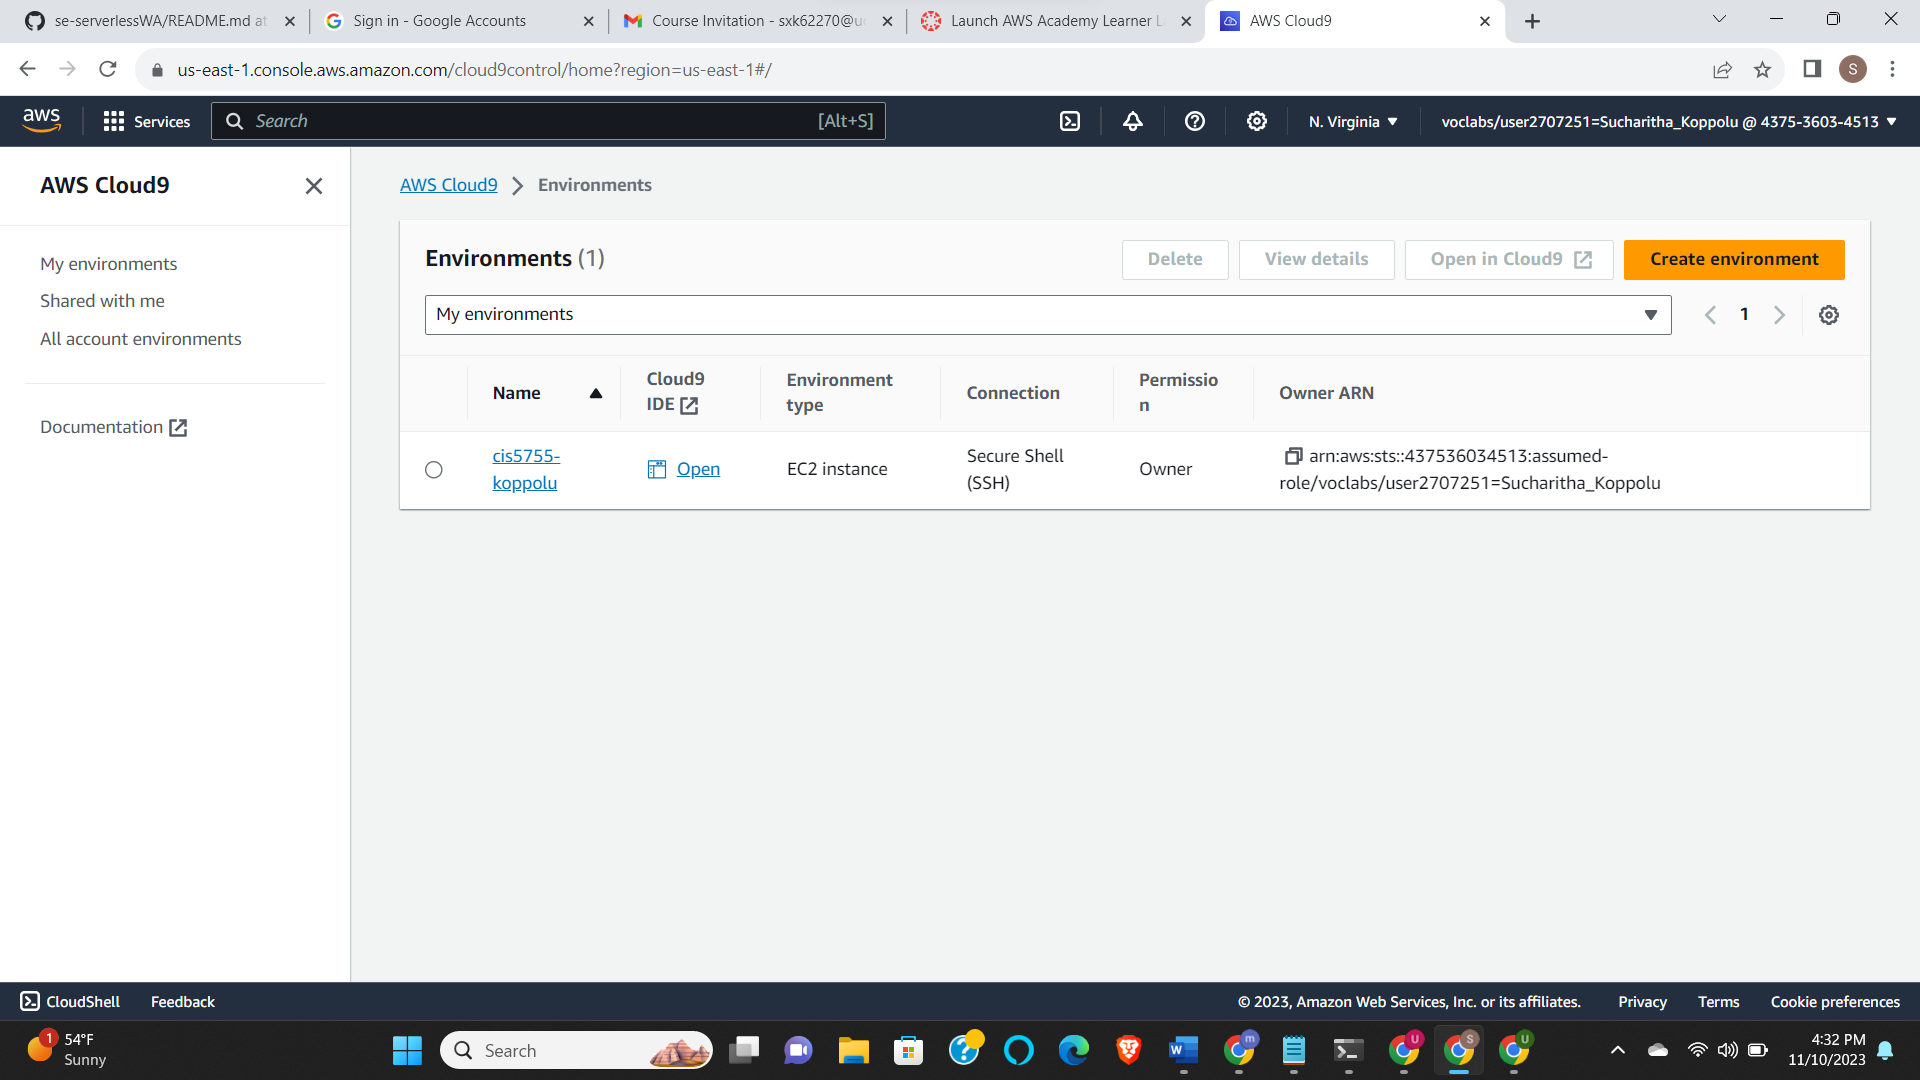 se-serverlessWA/README.md at
Sign in - Google Accounts
Course Invitation - sxk62270@u
Launch AWS Academy Learner L
AWS Cloud9
us-east-1.console.aws.amazon.com/cloud9control/home?region=us-east-1#/
S
aws
Services
Search
[Alt+S]
N. Virginia
voclabs/user2707251=Sucharitha_Koppolu @ 4375-3603-4513
AWS Cloud9
My environments
Shared with me
All account environments
Documentation
AWS Cloud9 > Environments
Environments (1)
Delete
View details
Open in Cloud9
Create environment
My environments
1
Name
Cloud9
IDE
Environment
type
Connection
Permissio
n
Owner ARN
cis5755-
koppolu
Open
EC2 instance
Secure Shell
(SSH)
Owner
arn:aws:sts::437536034513:assumed-
role/voclabs/user2707251=Sucharitha_Koppolu
CloudShell
Feedback
© 2023, Amazon Web Services, Inc. or its affiliates.
Privacy
Terms
Cookie preferences
1
54°F
Sunny
Search
W
m
U
S
U
4:32 PM
11/10/2023